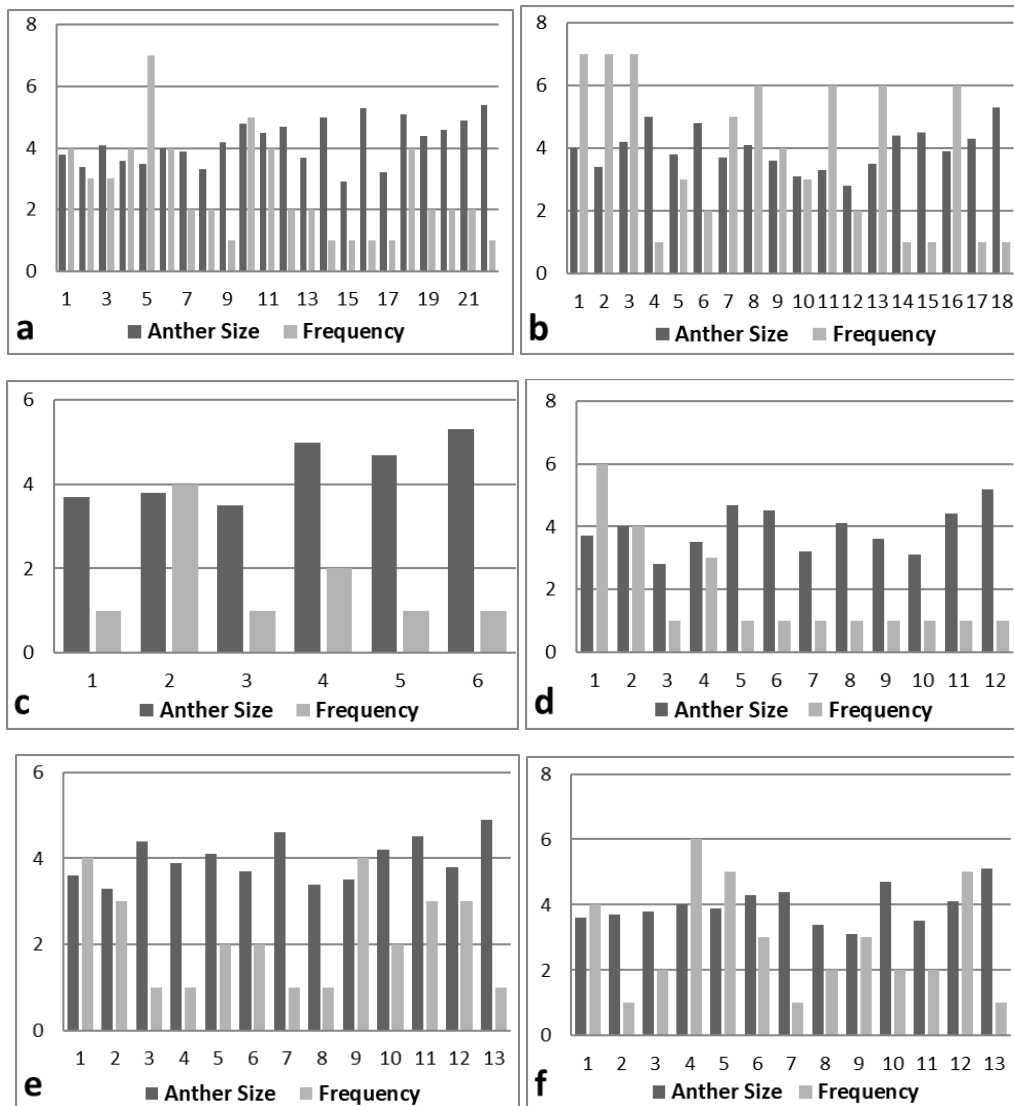 8
6
4
2
0
1 3 5 7 9 11 13 15 17 19 21
a
Anther Size Frequency
8
6
4
2
0
1 2 3 4 5 6 7 8 9 10 11 12 13 14 15 16 17 18
b
Anther Size Frequency
6
4
2
0
1 2 3 4 5 6
c
Anther Size Frequency
8
6
4
2
0
1 2 3 4 5 6 7 8 9 10 11 12
d
Anther Size Frequency
6
4
2
0
1 2 3 4 5 6 7 8 9 10 11 12 13
e
Anther Size Frequency
8
6
4
2
0
1 2 3 4 5 6 7 8 9 10 11 12 13
f
Anther Size Frequency